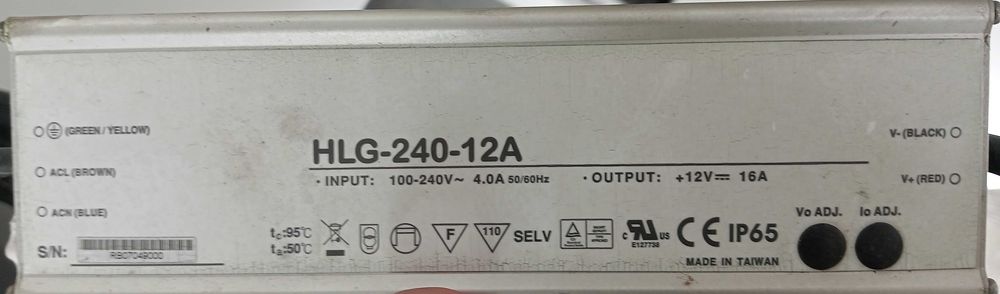 (GREEN / YELLOW)
ACL (BROWN)
ACN (BLUE)
HLG-240-12A
· INPUT: 100-240V~ 4.0A 50/60Hz · OUTPUT: +12V⎓ 16A
V- (BLACK)
V+ (RED)
Vo ADJ. Io ADJ.
tc:95℃
ta:50℃
F
110
SELV
c RU US
E127738
CE IP65
MADE IN TAIWAN
S/N:
RB07049000